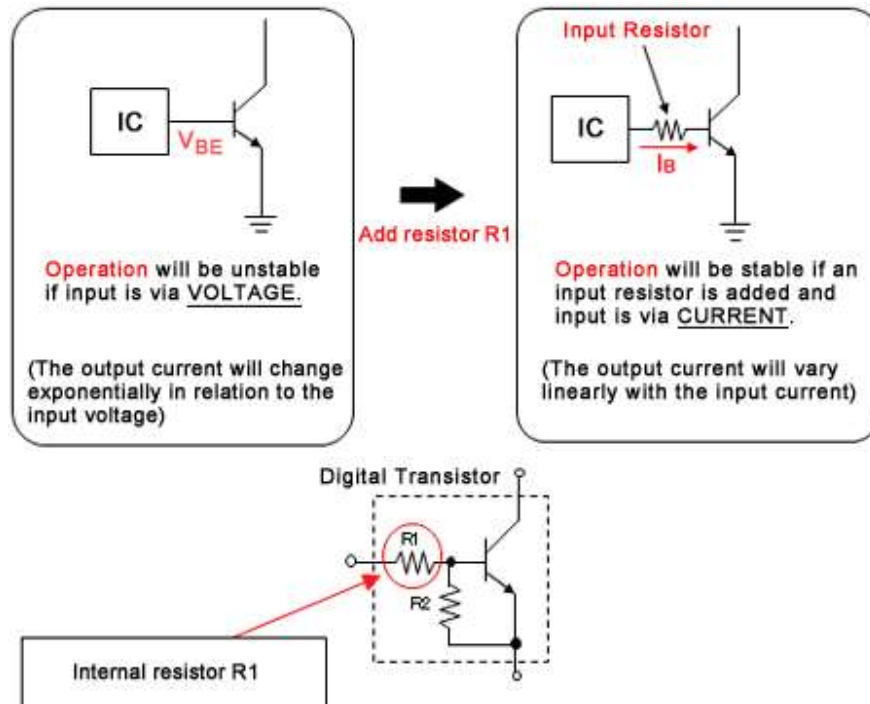 IC
VBE
Operation will be unstable
if input is via VOLTAGE.
(The output current will change
exponentially in relation to the
input voltage)
Add resistor R1
Input Resistor
IC
IB
Operation will be stable if an
input resistor is added and
input is via CURRENT.
(The output current will vary
linearly with the input current)
Digital Transistor
R1
R2
Internal resistor R1